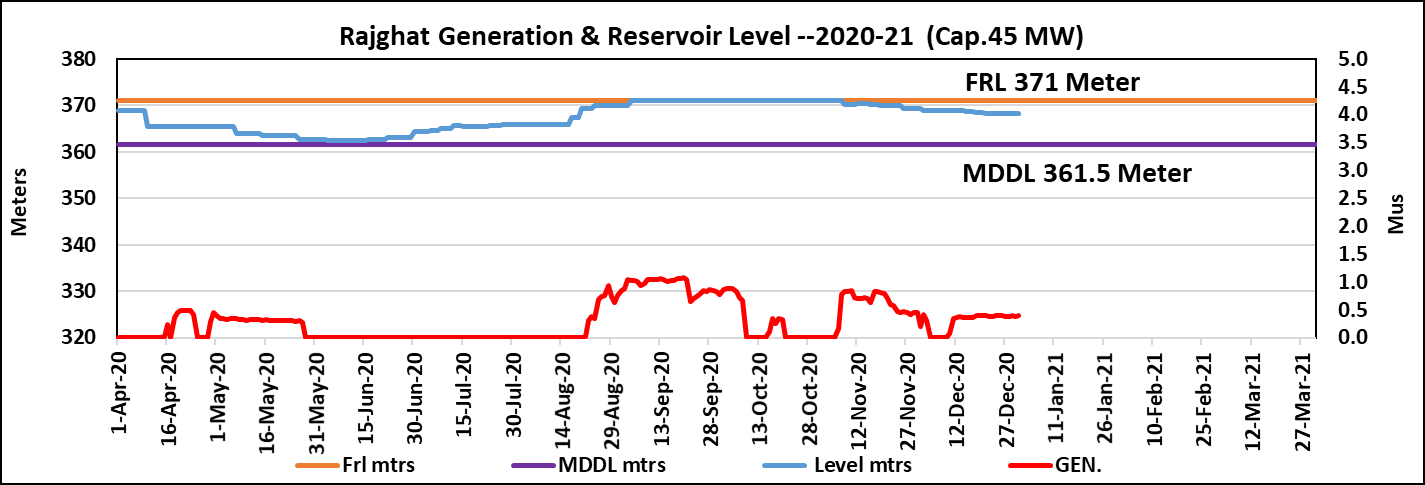 Rajghat Generation & Reservoir Level --2020-21 (Cap.45 MW)
380
370
360
350
340
330
320
Meters
FRL 371 Meter
MDDL 361.5 Meter
5.0
4.5
4.0
3.5
3.0
2.5
2.0
1.5
1.0
0.5
0.0
Mus
1-Apr-20
16-Apr-20
1-May-20
16-May-20
31-May-20
15-Jun-20
30-Jun-20
15-Jul-20
30-Jul-20
14-Aug-20
29-Aug-20
13-Sep-20
28-Sep-20
13-Oct-20
28-Oct-20
12-Nov-20
27-Nov-20
12-Dec-20
27-Dec-20
11-Jan-21
26-Jan-21
10-Feb-21
25-Feb-21
12-Mar-21
27-Mar-21
Frl mtrs
MDDL mtrs
Level mtrs
GEN.